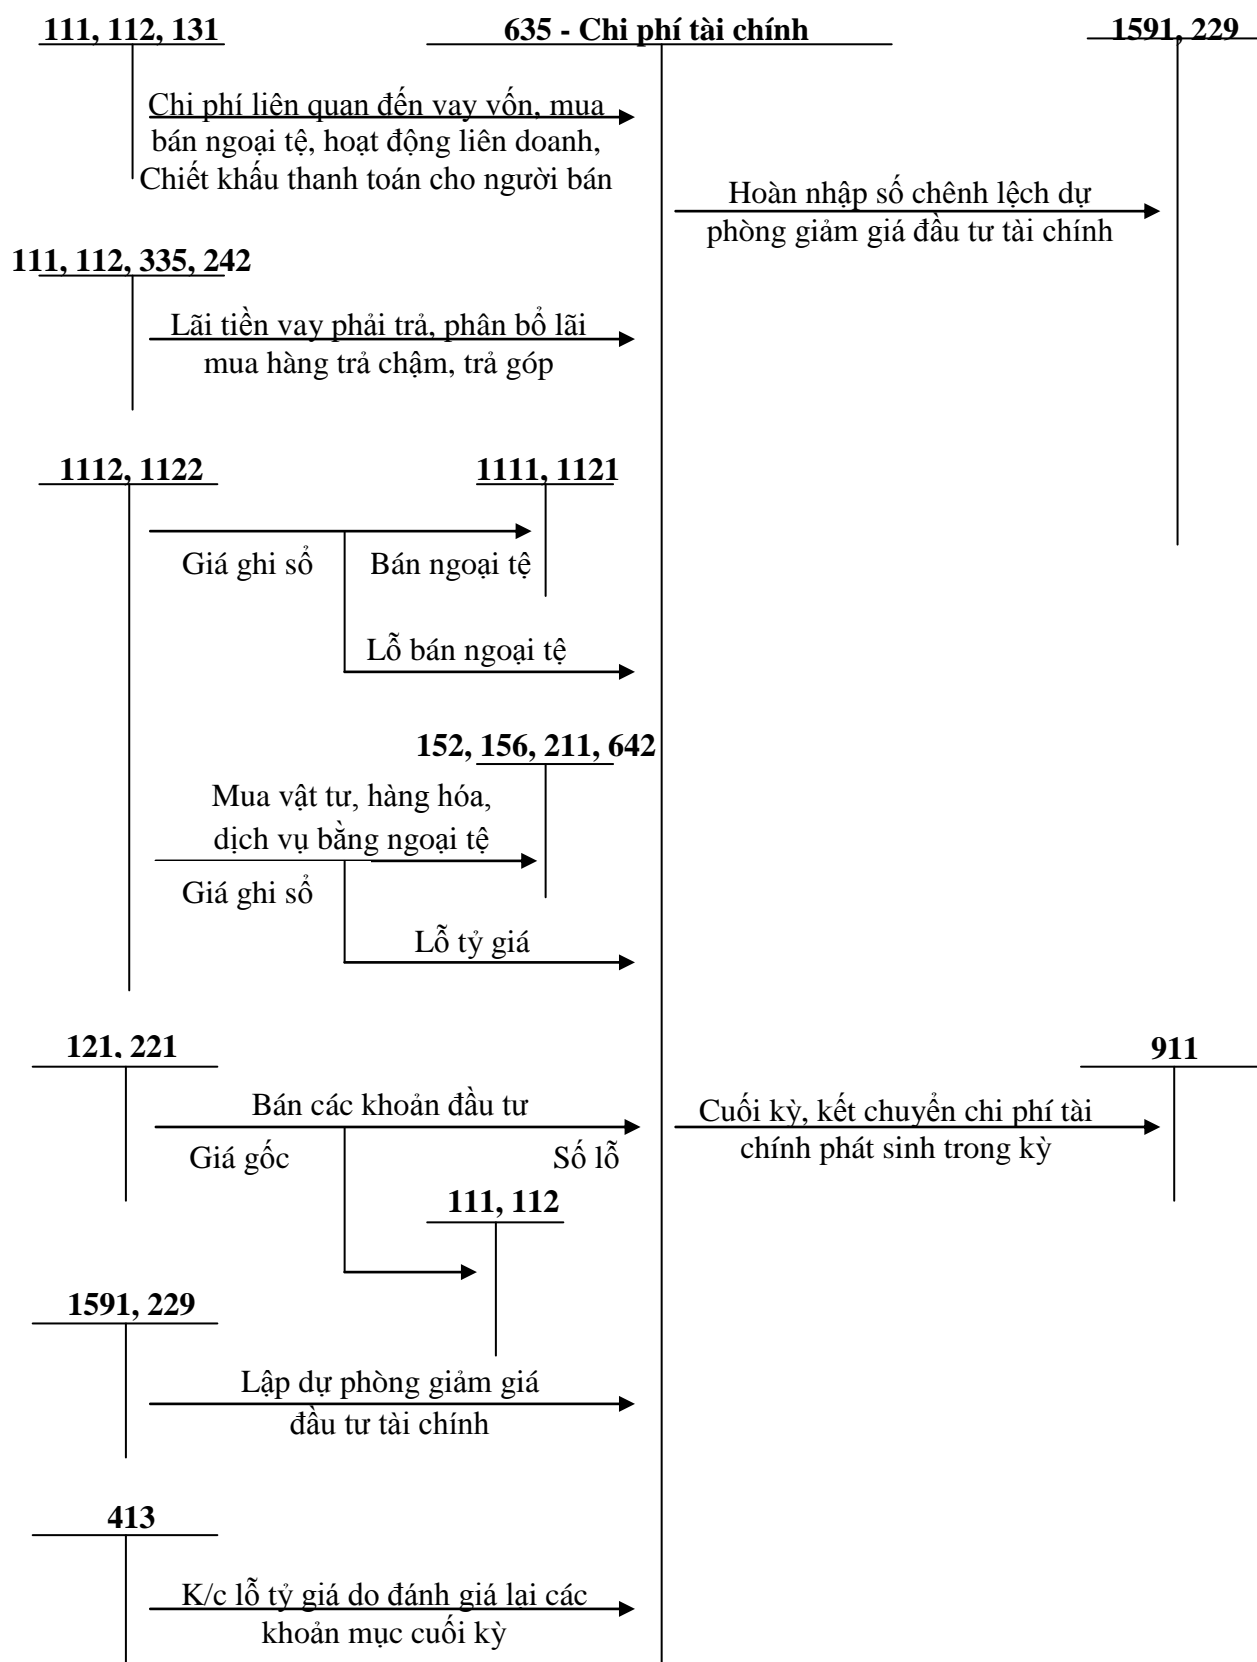 111, 112, 131
635 - Chi phí tài chính
1591, 229
Chi phí liên quan đến vay vốn, mua
bán ngoại tệ, hoạt động liên doanh,
Chiết khấu thanh toán cho người bán
Hoàn nhập số chênh lệch dự
phòng giảm giá đầu tư tài chính
111, 112, 335, 242
Lãi tiền vay phải trả, phân bổ lãi
mua hàng trả chậm, trả góp
1112, 1122
1111, 1121
Giá ghi sổ
Bán ngoại tệ
Lỗ bán ngoại tệ
152, 156, 211, 642
Mua vật tư, hàng hóa,
dịch vụ bằng ngoại tệ
Giá ghi sổ
Lỗ tỷ giá
121, 221
911
Bán các khoản đầu tư
Giá gốc
Số lỗ
Cuối kỳ, kết chuyển chi phí tài
chính phát sinh trong kỳ
111, 112
1591, 229
Lập dự phòng giảm giá
đầu tư tài chính
413
K/c lỗ tỷ giá do đánh giá lại các
khoản mục cuối kỳ